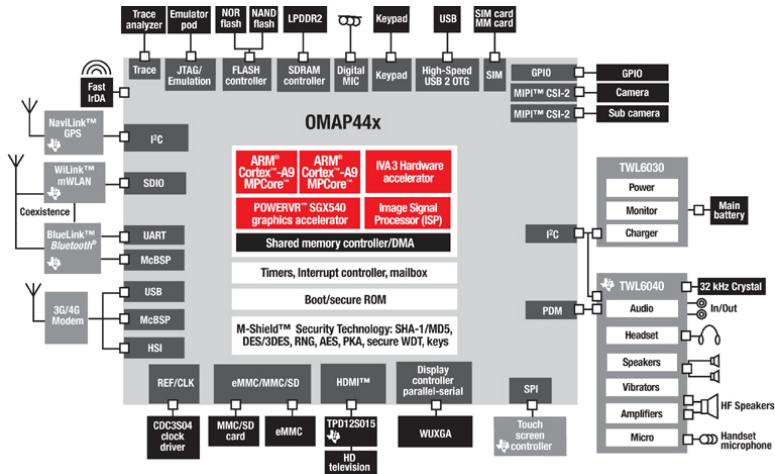 Trace
analyzer
Emulator
pod
NOR
flash
NAND
flash
LPDDR2
Keypad
USB
SIM card
MM card
Fast
IrDA
Trace
JTAG/
Emulation
FLASH
controller
SDRAM
controller
Digital
MIC
Keypad
High-Speed
USB 2 OTG
SIM
GPIO
GPIO
MIPI™ CSI-2
Camera
MIPI™ CSI-2
Sub camera
OMAP44x
NaviLink™
GPS
I²C
WiLink™
mWLAN
SDIO
Coexistence
BlueLink™
Bluetooth®
UART
McBSP
3G/4G
Modem
USB
McBSP
HSI
ARM®
Cortex™-A9
MPCore™
ARM®
Cortex™-A9
MPCore™
IVA3 Hardware
accelerator
POWERVR™ SGX540
graphics accelerator
Image Signal
Processor (ISP)
Shared memory controller/DMA
Timers, Interrupt controller, mailbox
Boot/secure ROM
M-Shield™ Security Technology: SHA-1/MD5,
DES/3DES, RNG, AES, PKA, secure WDT, keys
I²C
PDM
TWL6030
Power
Monitor
Charger
Main
battery
TWL6040
32 kHz Crystal
Audio
In/Out
Headset
Speakers
Vibrators
Amplifiers
HF Speakers
Micro
Handset
microphone
REF/CLK
eMMC/MMC/SD
HDMI™
Display
controller
parallel-serial
SPI
CDC3S04
clock
driver
MMC/SD
card
eMMC
TPD12S015
HD
television
WUXGA
Touch
screen
controller